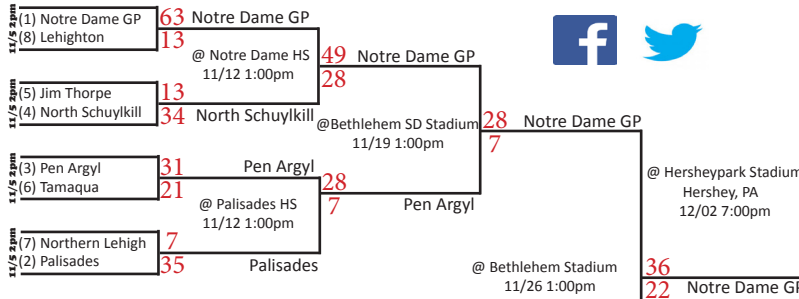 11/5 2pm
(1) Notre Dame GP 63
(8) Lehighton 13
Notre Dame GP
@ Notre Dame HS
11/12 1:00pm
11/5 2pm
(5) Jim Thorpe 13
(4) North Schuylkill 34
North Schuylkill
49
28
Notre Dame GP
@Bethlehem SD Stadium
11/19 1:00pm
11/5 2pm
(3) Pen Argyl 31
(6) Tamaqua 21
Pen Argyl
@ Palisades HS
11/12 1:00pm
11/5 2pm
(7) Northern Lehigh 7
(2) Palisades 35
Palisades
28
7
Pen Argyl
28
7
Notre Dame GP
@ Hersheypark Stadium
Hershey, PA
12/02 7:00pm
@ Bethlehem Stadium
11/26 1:00pm
36
22
Notre Dame GP
f